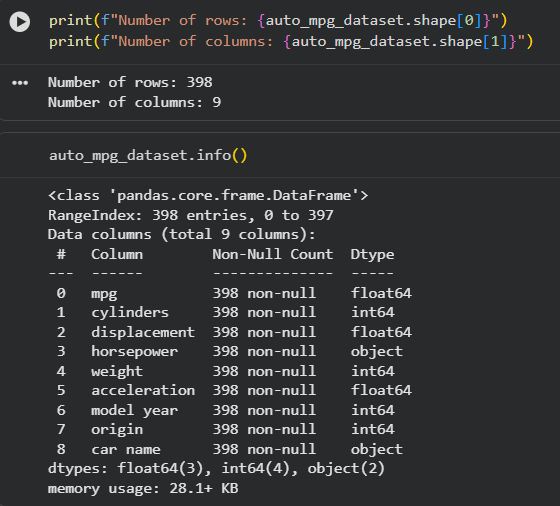 print(f"Number of rows: {auto_mpg_dataset.shape[0]}")
print(f"Number of columns: {auto_mpg_dataset.shape[1]}")
Number of rows: 398
Number of columns: 9
auto_mpg_dataset.info()
<class 'pandas.core.frame.DataFrame'>
RangeIndex: 398 entries, 0 to 397
Data columns (total 9 columns):
 #   Column        Non-Null Count  Dtype
---  ------        --------------  -----
 0   mpg           398 non-null    float64
 1   cylinders     398 non-null    int64
 2   displacement  398 non-null    float64
 3   horsepower    398 non-null    object
 4   weight        398 non-null    int64
 5   acceleration  398 non-null    float64
 6   model year    398 non-null    int64
 7   origin        398 non-null    int64
 8   car name      398 non-null    object
dtypes: float64(3), int64(4), object(2)
memory usage: 28.1+ KB